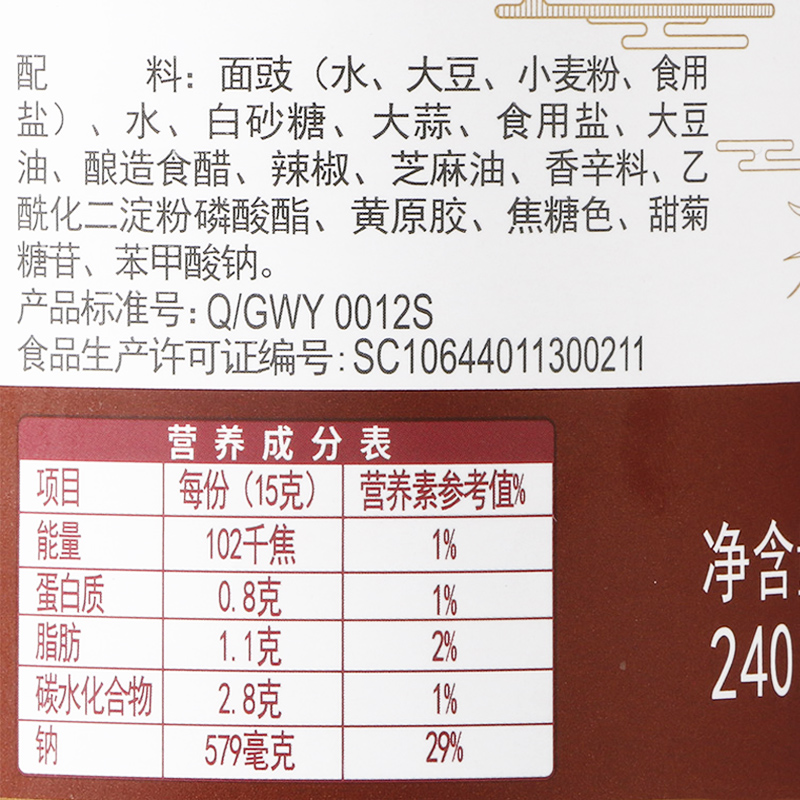 配 料：面豉（水、大豆、小麦粉、食用
盐）、水、白砂糖、大蒜、食用盐、大豆
油、酿造食醋、辣椒、芝麻油、香辛料、乙
酰化二淀粉磷酸酯、黄原胶、焦糖色、甜菊
糖苷、苯甲酸钠。
产品标准号：Q/GWY 0012S
食品生产许可证编号：SC10644011300211
营养成分表
项目 每份（15克） 营养素参考值%
能量 102千焦 1%
蛋白质 0.8克 1%
脂肪 1.1克 2%
碳水化合物 2.8克 1%
钠 579毫克 29%
净含
240